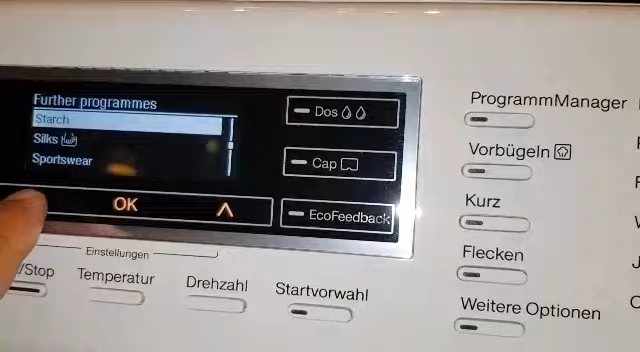 Further programmes
Starch
Silks
Sportswear
OK
Dos
Cap
EcoFeedback
Einstellungen
/Stop
Temperatur
Drehzahl
Startvorwahl
ProgrammManager
Vorbügeln
Kurz
Flecken
Weitere Optionen